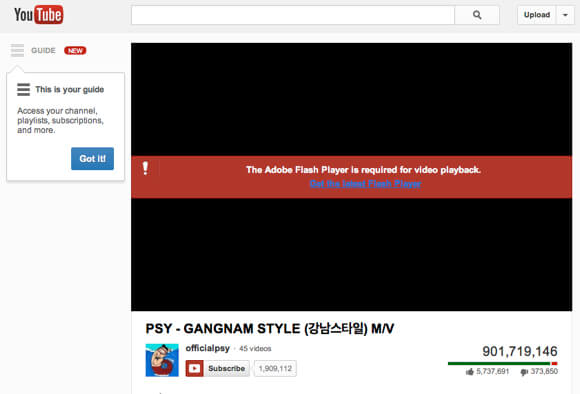 YouTube
Upload
GUIDE NEW
This is your guide
Access your channel,
playlists, subscriptions,
and more.
Got it!
The Adobe Flash Player is required for video playback.
Get the latest Flash Player
PSY - GANGNAM STYLE (강남스타일) M/V
officialpsy · 45 videos
Subscribe 1,909,112
901,719,146
5,737,691 373,850